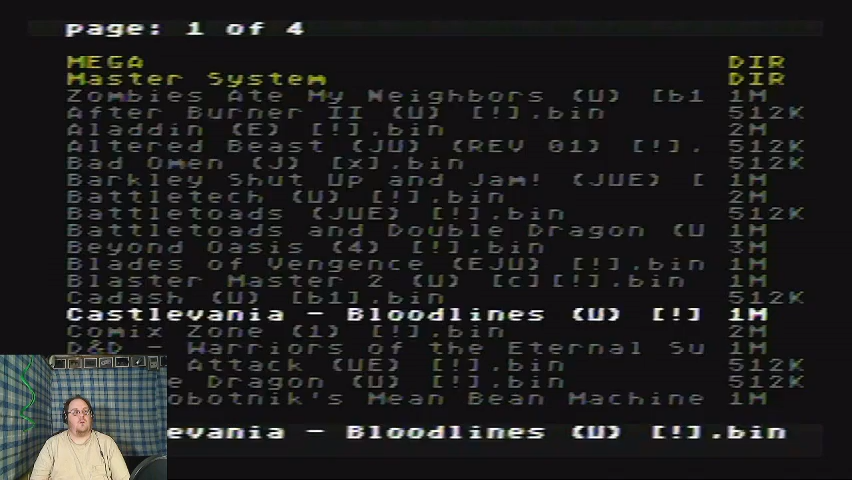 page: 1 of 4
MEGA DIR
Master System DIR
Zombies Ate My Neighbors (U) [b1 1M
After Burner II (U) [!].bin 512K
Aladdin (E) [!].bin 2M
Altered Beast (JU) (REV 01) [!]. 512K
Bad Omen (J) [x].bin 512K
Barkley Shut Up and Jam! (JUE) [ 1M
Battletech (U) [!].bin 2M
Battletoads (JUE) [!].bin 512K
Battletoads and Double Dragon (U 1M
Beyond Oasis (4) [!].bin 3M
Blades of Vengence (EJU) [!].bin 1M
Blaster Master 2 (U) [c][!].bin 1M
Cadash (U) [b1].bin 512K
Castlevania - Bloodlines (U) [!] 1M
Comix Zone (1) [!].bin 2M
D&D - Warriors of the Eternal Su 1M
Attack (UE) [!].bin 512K
e Dragon (U) [!].bin 512K
obotnik's Mean Bean Machine 1M
evania - Bloodlines (U) [!].bin